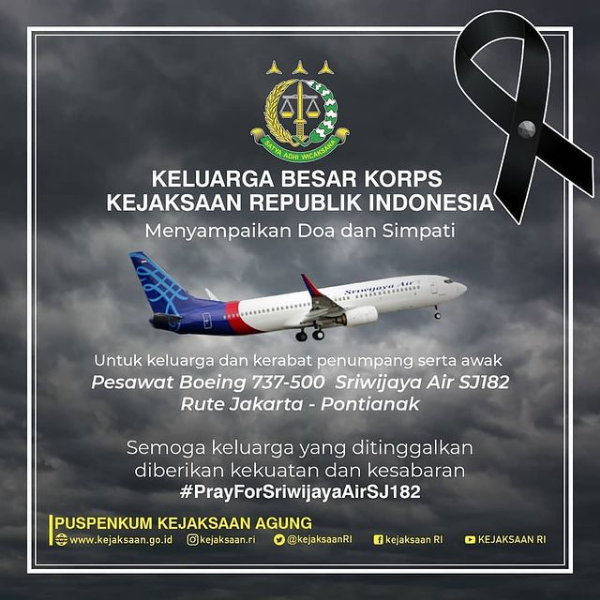 SATYA ADHI WICAKSANA
KELUARGA BESAR KORPS
KEJAKSAAN REPUBLIK INDONESIA
Menyampaikan Doa dan Simpati
Sriwijaya Air
Untuk keluarga dan kerabat penumpang serta awak
Pesawat Boeing 737-500 Sriwijaya Air SJ182
Rute Jakarta - Pontianak
Semoga keluarga yang ditinggalkan
diberikan kekuatan dan kesabaran
#PrayForSriwijayaAirSJ182
PUSPENKUM KEJAKSAAN AGUNG
www.kejaksaan.go.id @kejaksaan.ri @kejaksaanRI kejaksaan RI KEJAKSAAN RI